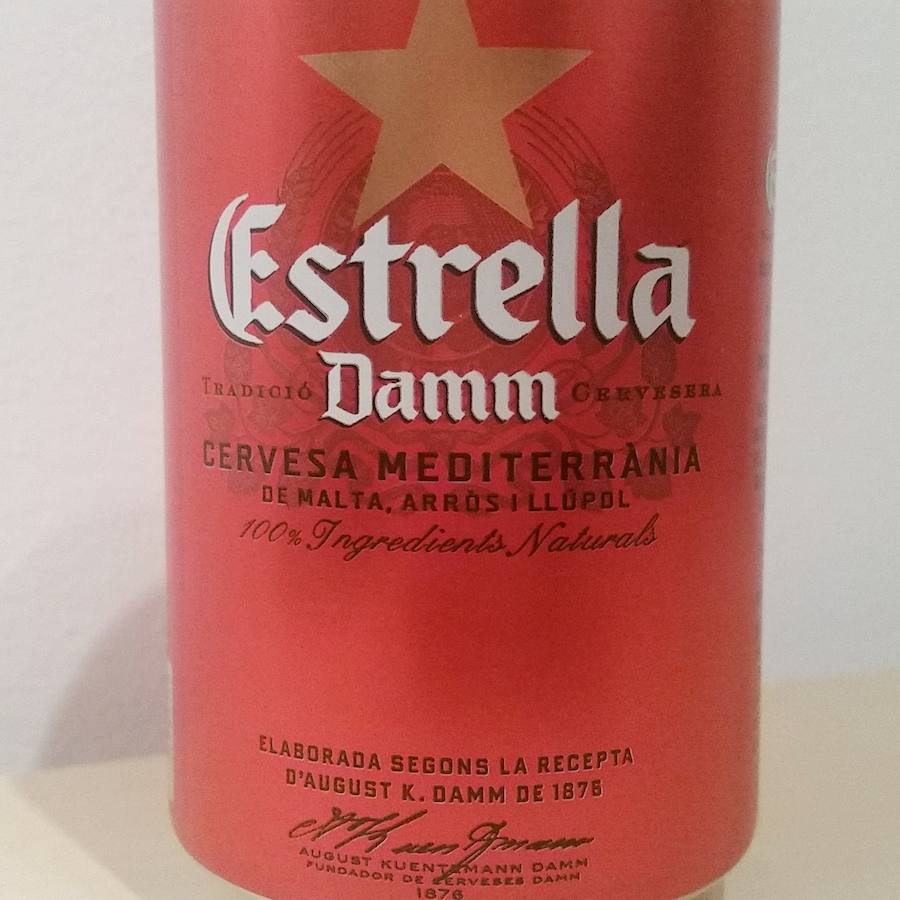 Estrella
TRADICIÓ Damm CERVESERA
CERVESA MEDITERRÀNIA
DE MALTA, ARRÒS I LLÚPOL
100% Ingredients Naturals
ELABORADA SEGONS LA RECEPTA
D'AUGUST K. DAMM DE 1876
AUGUST KUENTZMANN DAMM
FUNDADOR DE CERVESES DAMM
1876